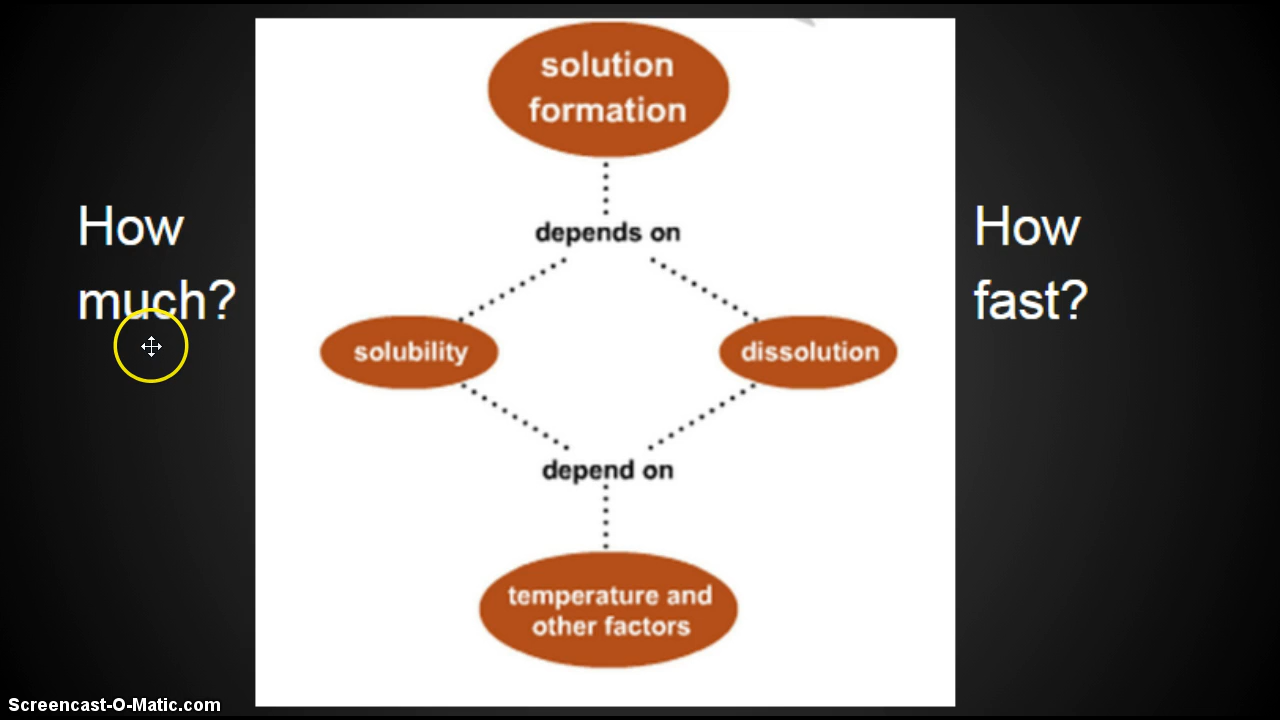 solution
formation
depends on
How
much?
How
fast?
solubility
dissolution
depend on
temperature and
other factors
Screencast-O-Matic.com